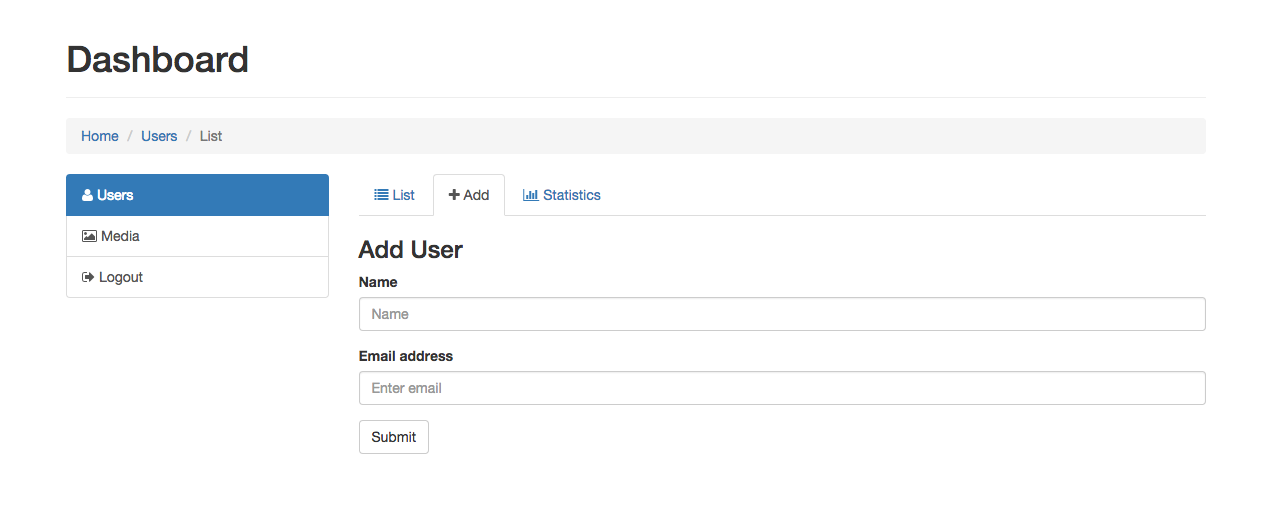 Dashboard
Home / Users / List
Users
Media
Logout
List
Add
Statistics
Add User
Name
Name
Email address
Enter email
Submit